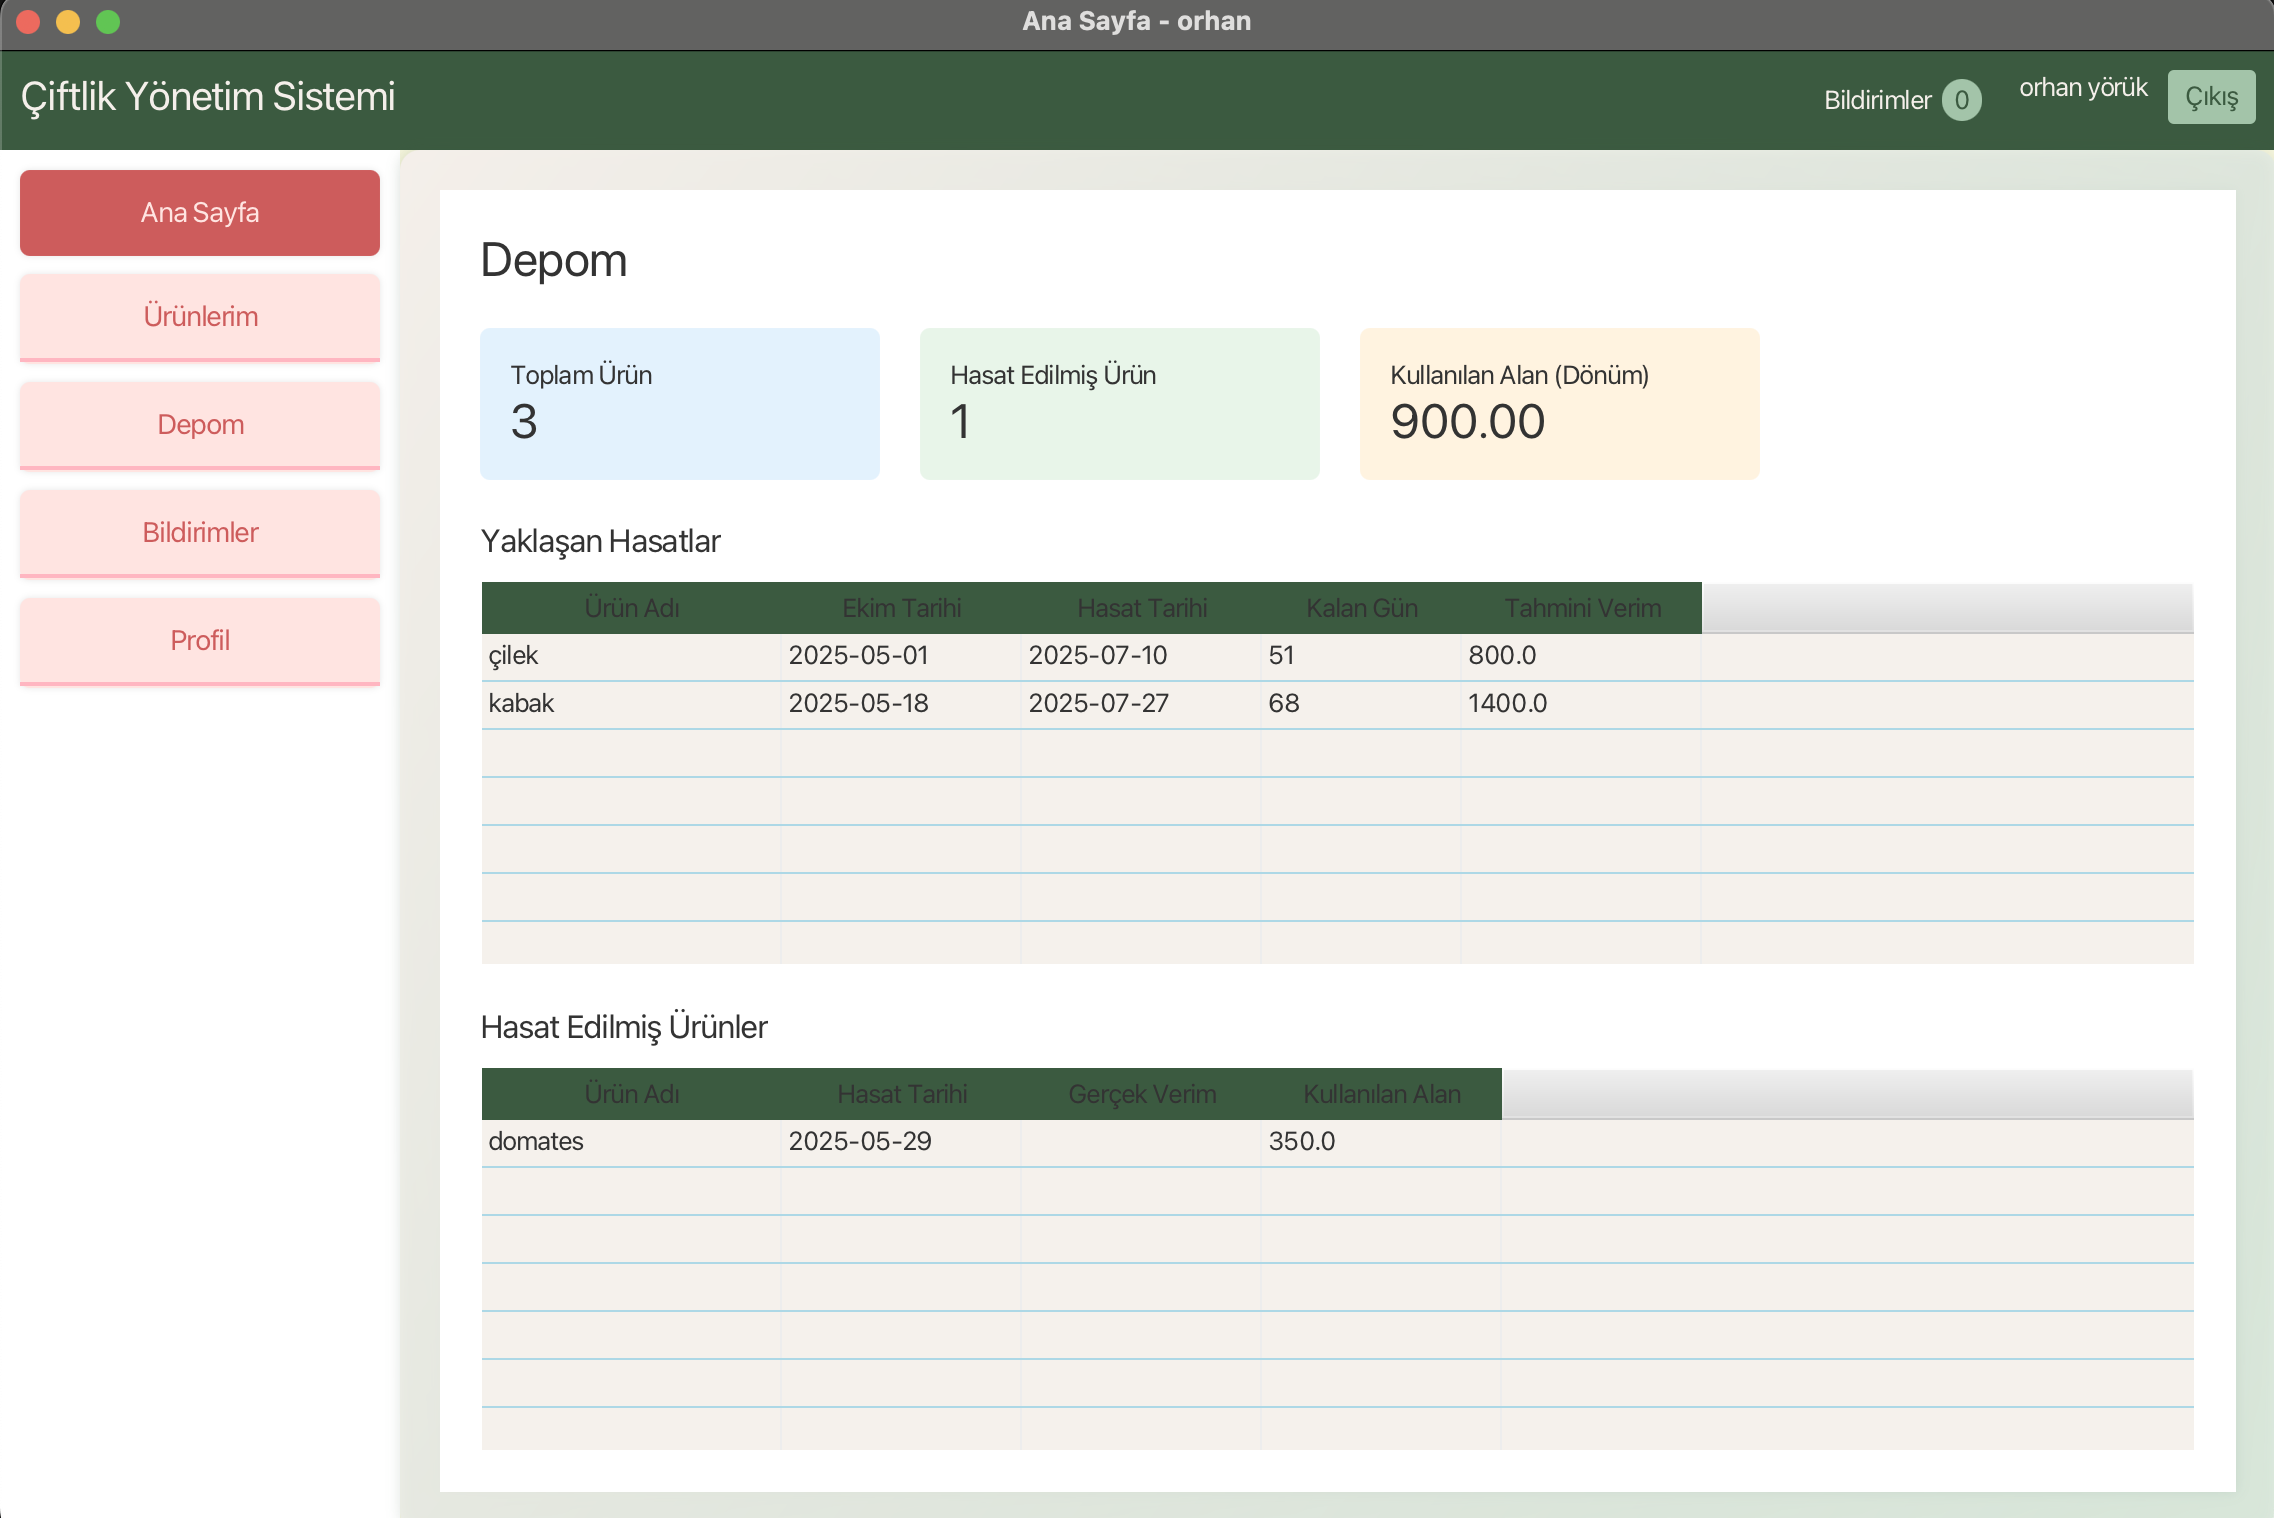 Ana Sayfa - orhan
Çiftlik Yönetim Sistemi
Bildirimler 0 orhan yörük Çıkış
Ana Sayfa
Ürünlerim
Depom
Bildirimler
Profil
Depom
Toplam Ürün
3
Hasat Edilmiş Ürün
1
Kullanılan Alan (Dönüm)
900.00
Yaklaşan Hasatlar
Ürün Adı Ekim Tarihi Hasat Tarihi Kalan Gün Tahmini Verim
çilek 2025-05-01 2025-07-10 51 800.0
kabak 2025-05-18 2025-07-27 68 1400.0
Hasat Edilmiş Ürünler
Ürün Adı Hasat Tarihi Gerçek Verim Kullanılan Alan
domates 2025-05-29 350.0